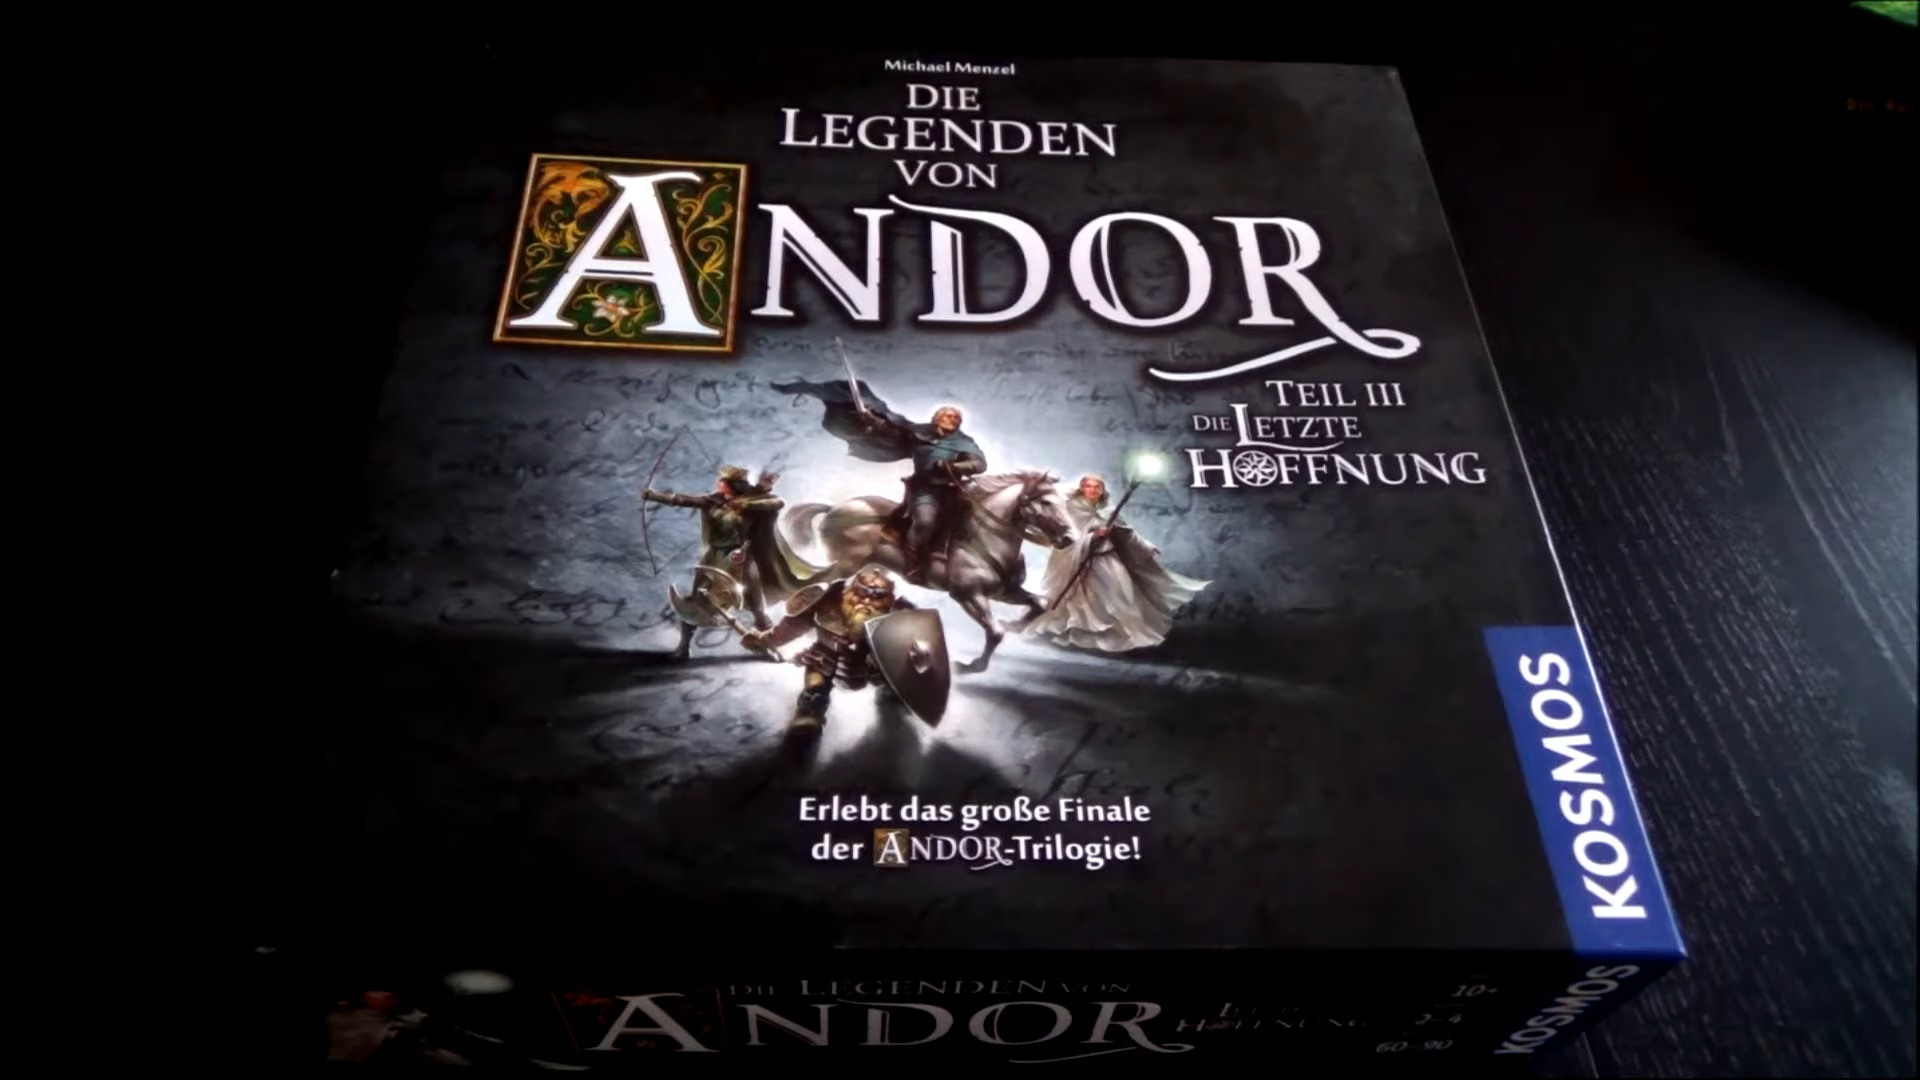 Michael Menzel
DIE
LEGENDEN
VON
ANDOR
TEIL III
DIE LETZTE
HOFFNUNG
Erlebt das große Finale
der ANDOR-Trilogie!
KOSMOS
DIE LEGENDEN VON
ANDOR
HOFFNUNG
10+
2-4
60-90
KOSMOS